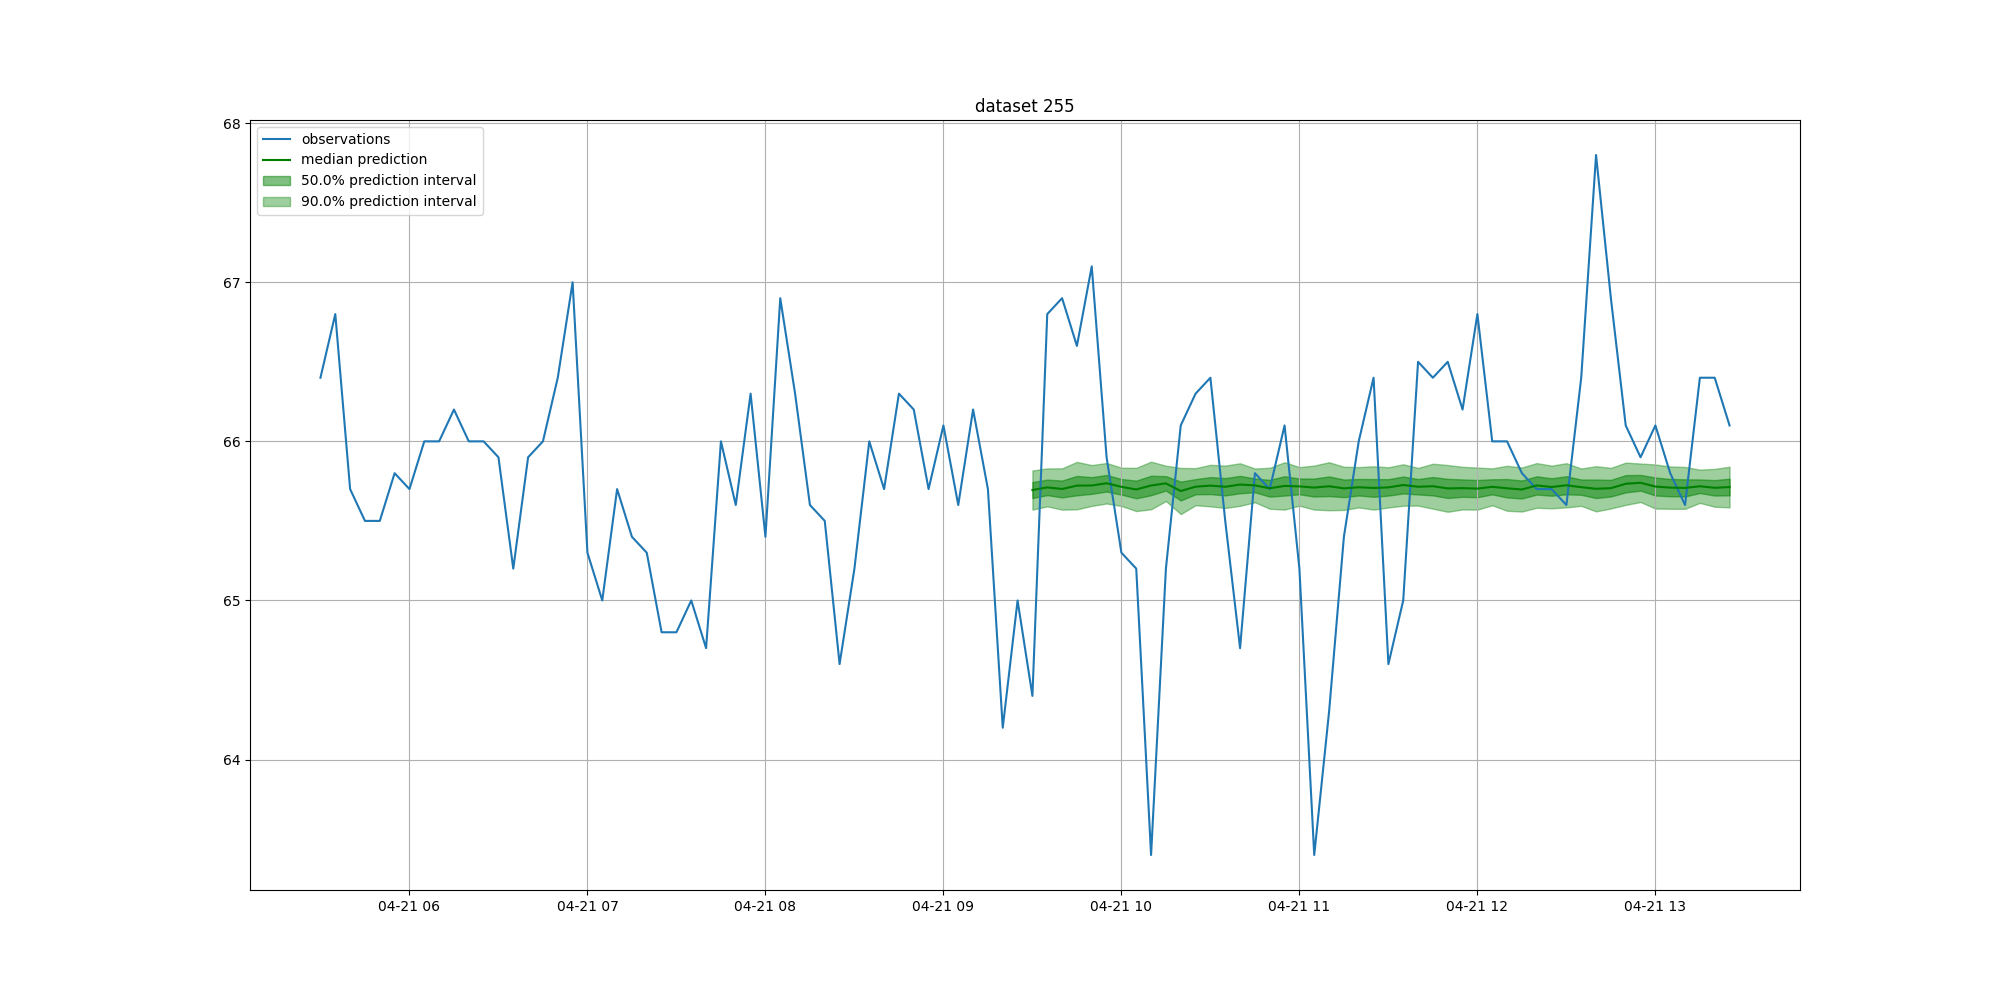 dataset 255
68
67
66
65
64
observations
median prediction
50.0% prediction interval
90.0% prediction interval
04-21 06
04-21 07
04-21 08
04-21 09
04-21 10
04-21 11
04-21 12
04-21 13